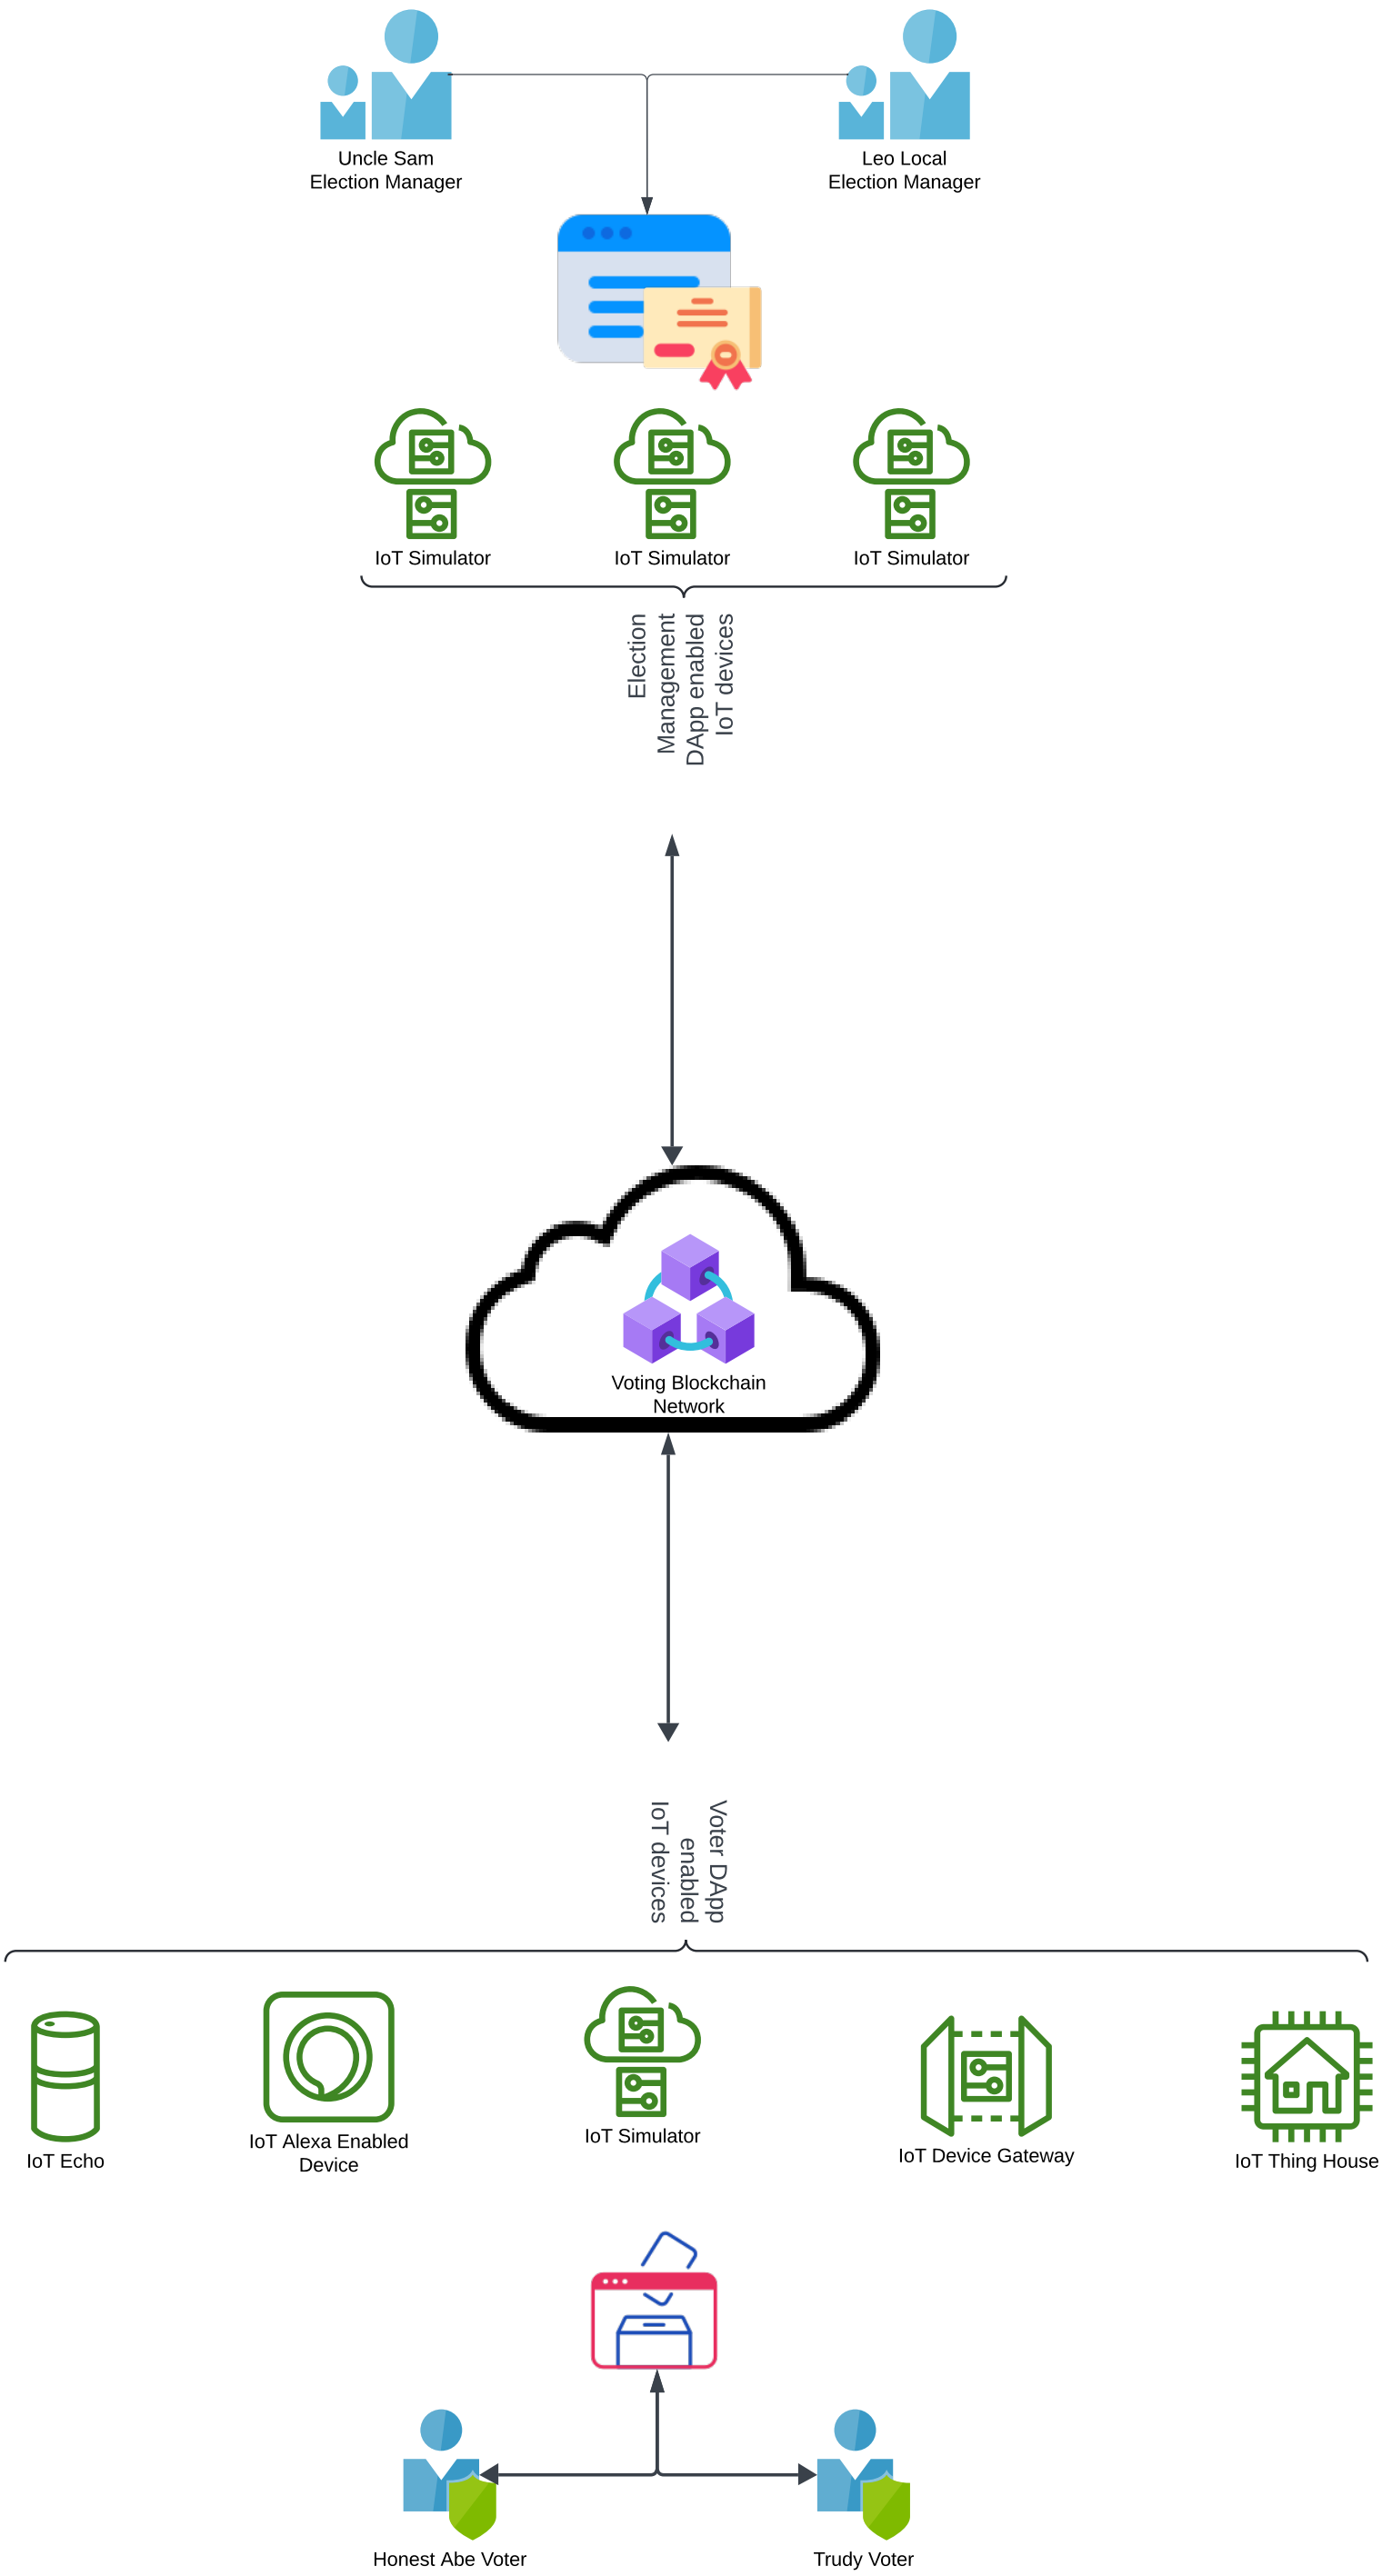 Uncle Sam
Election Manager
Leo Local
Election Manager
IoT Simulator
IoT Simulator
IoT Simulator
Election
Management
DApp enabled
IoT devices
Voting Blockchain
Network
Voter DApp
enabled
IoT devices
IoT Echo
IoT Alexa Enabled
Device
IoT Simulator
IoT Device Gateway
IoT Thing House
Honest Abe Voter
Trudy Voter